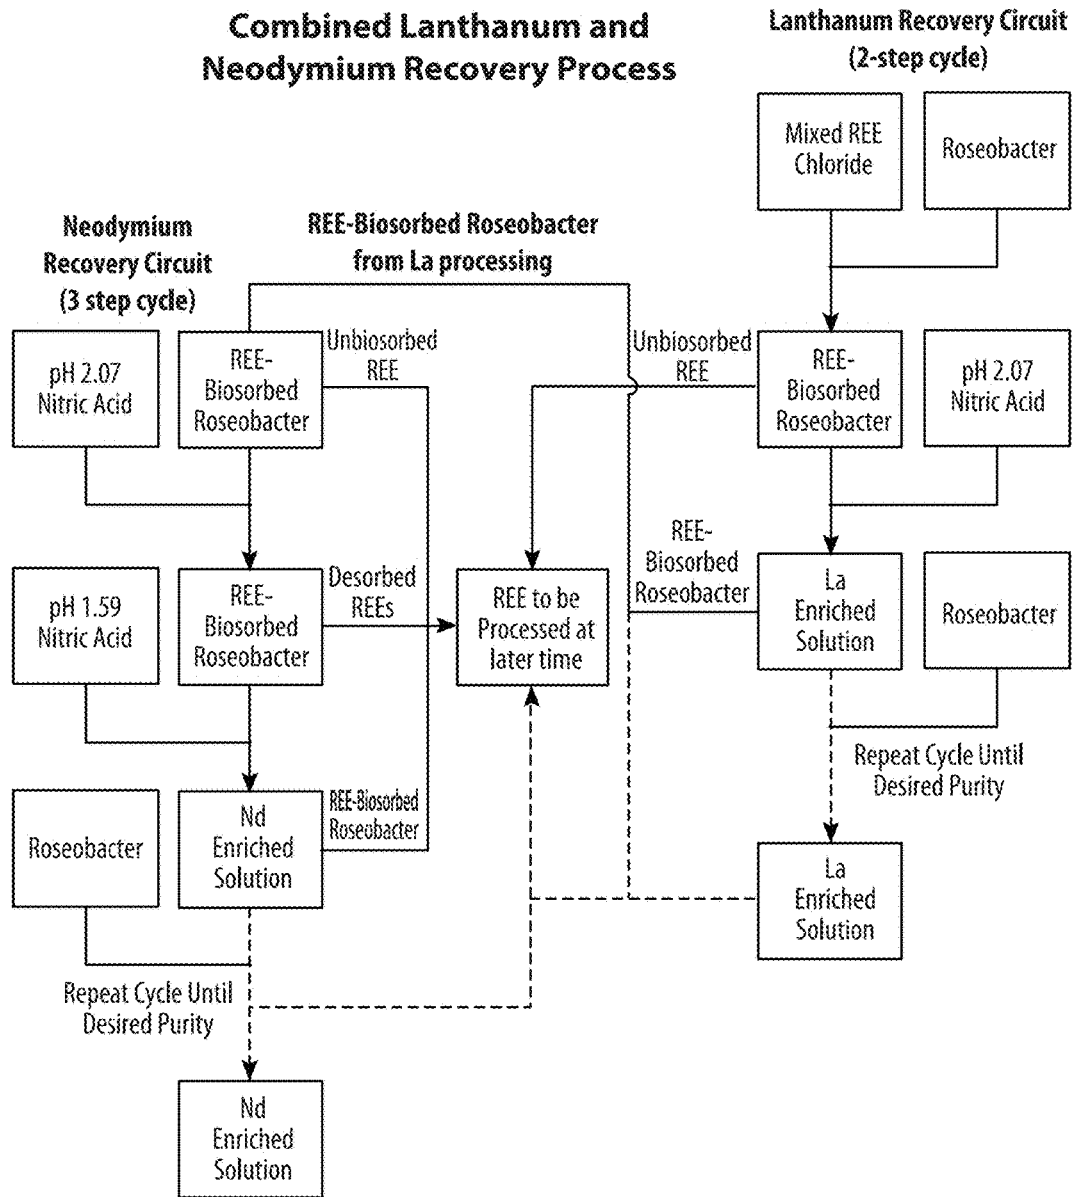 Combined Lanthanum and
Neodymium Recovery Process
Lanthanum Recovery Circuit
(2-step cycle)
Mixed REE
Chloride
Roseobacter
Neodymium
Recovery Circuit
(3 step cycle)
REE-Biosorbed Roseobacter
from La processing
pH 2.07
Nitric Acid
REE-
Biosorbed
Roseobacter
Unbiosorbed
REE
Unbiosorbed
REE
REE-
Biosorbed
Roseobacter
pH 2.07
Nitric Acid
pH 1.59
Nitric Acid
REE-
Biosorbed
Roseobacter
Desorbed
REEs
REE to be
Processed at
later time
REE-
Biosorbed
Roseobacter
La
Enriched
Solution
Roseobacter
Repeat Cycle Until
Desired Purity
Roseobacter
Nd
Enriched
Solution
REE-Biosorbed
Roseobacter
La
Enriched
Solution
Repeat Cycle Until
Desired Purity
Nd
Enriched
Solution